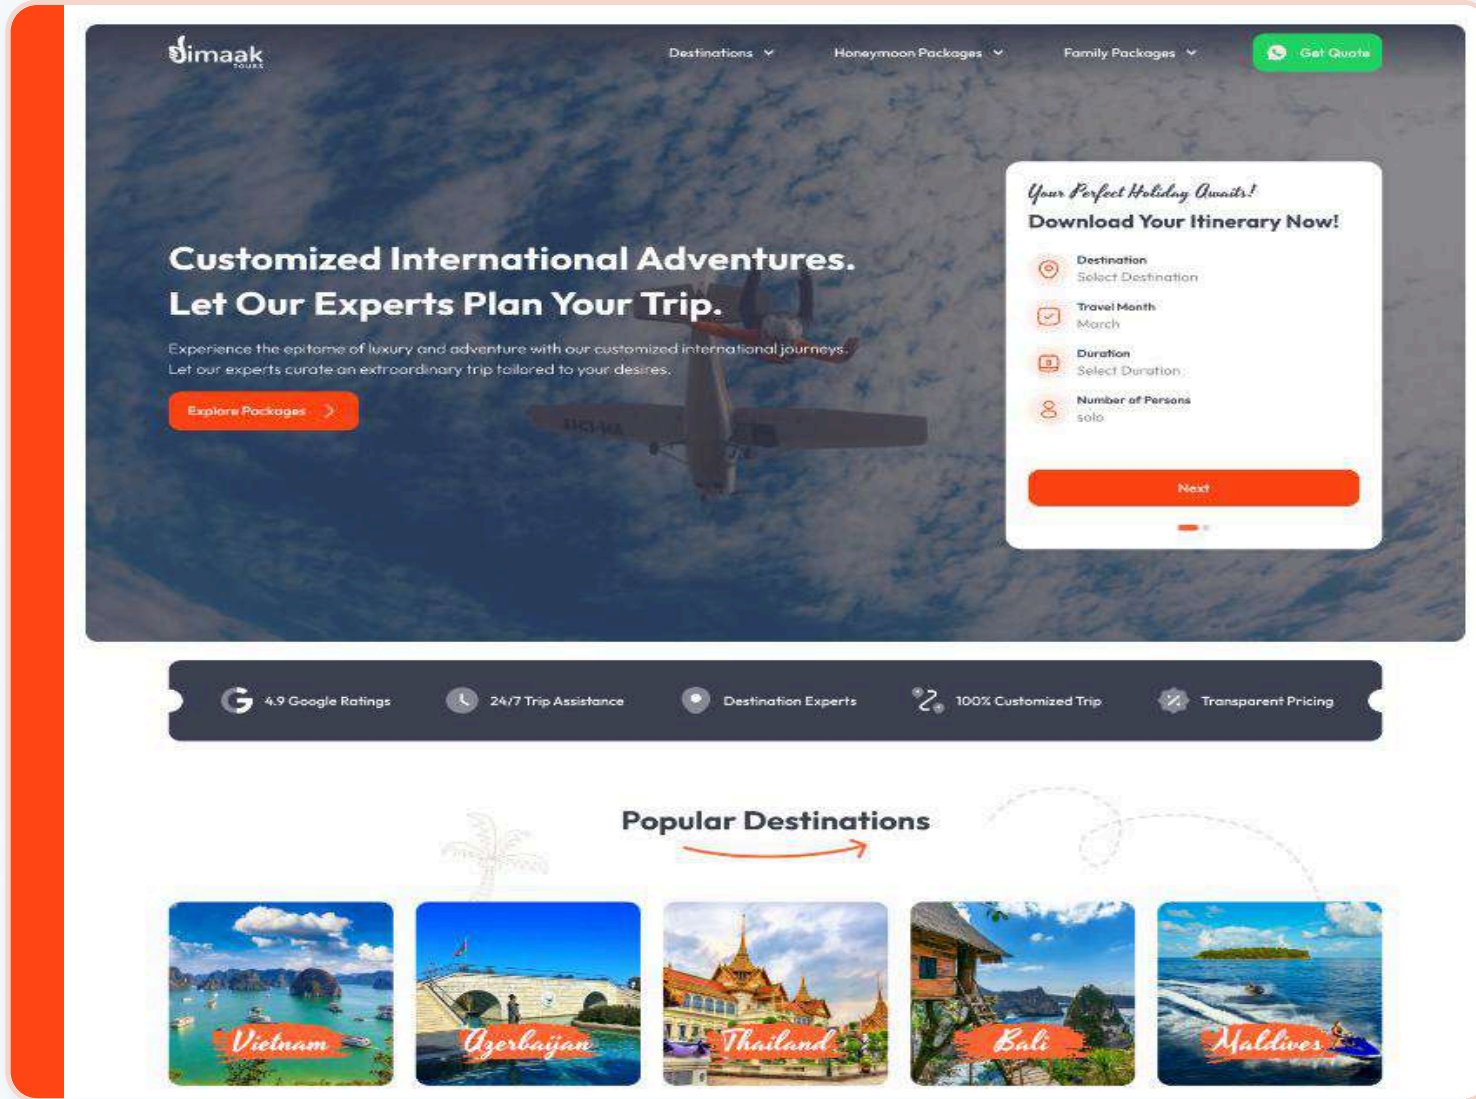 Dimaak
TOURS
Destinations
Honeymoon Packages
Family Packages
Get Quote
Customized International Adventures.
Let Our Experts Plan Your Trip.
Experience the epitome of luxury and adventure with our customized international journeys.
Let our experts curate an extraordinary trip tailored to your desires.
Explore Packages
Your Perfect Holiday Awaits!
Download Your Itinerary Now!
Destination
Select Destination
Travel Month
March
Duration
Select Duration
Number of Persons
solo
Next
4.9 Google Ratings
24/7 Trip Assistance
Destination Experts
100% Customized Trip
Transparent Pricing
Popular Destinations
Vietnam
Azerbaijan
Thailand
Bali
Maldives